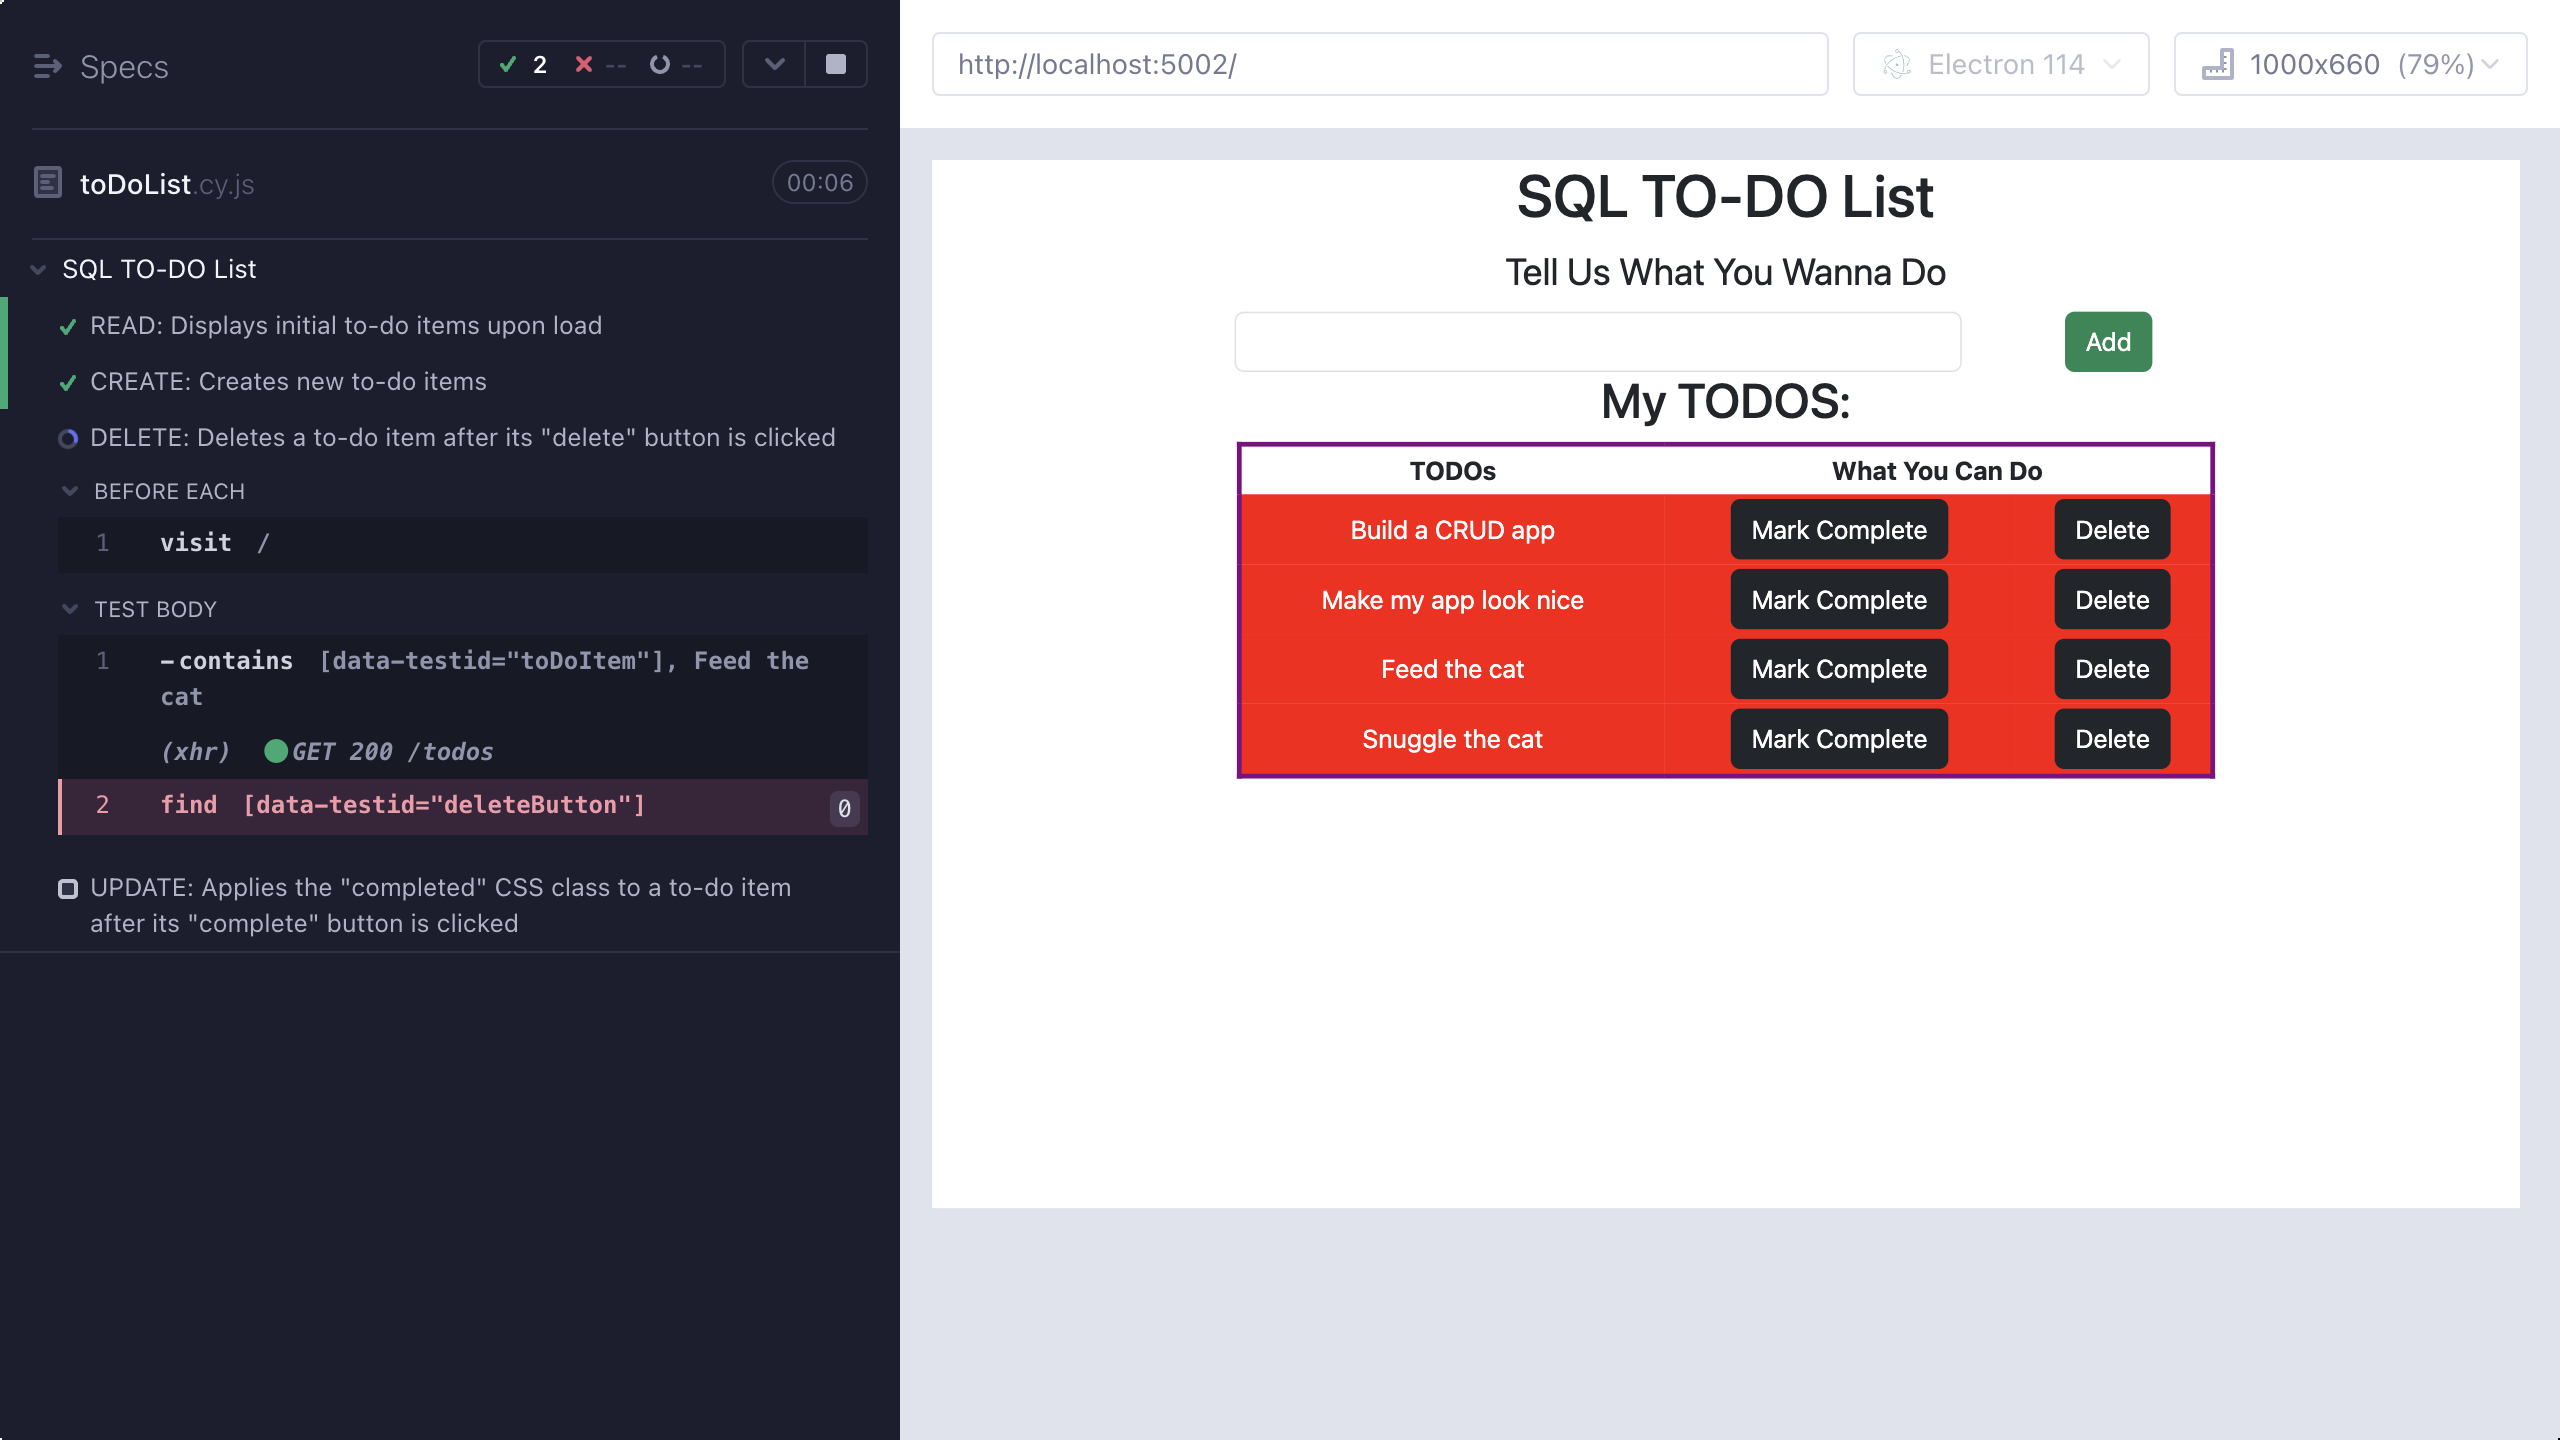 Specs
2 -- --
toDoList.cy.js
00:06
SQL TO-DO List
READ: Displays initial to-do items upon load
CREATE: Creates new to-do items
DELETE: Deletes a to-do item after its "delete" button is clicked
BEFORE EACH
1 visit /
TEST BODY
1 -contains [data-testid="toDoItem"], Feed the
cat
(xhr) GET 200 /todos
2 find [data-testid="deleteButton"] 0
UPDATE: Applies the "completed" CSS class to a to-do item
after its "complete" button is clicked
http://localhost:5002/
Electron 114
1000x660 (79%)
SQL TO-DO List
Tell Us What You Wanna Do
Add
My TODOS:
TODOs What You Can Do
Build a CRUD app Mark Complete Delete
Make my app look nice Mark Complete Delete
Feed the cat Mark Complete Delete
Snuggle the cat Mark Complete Delete